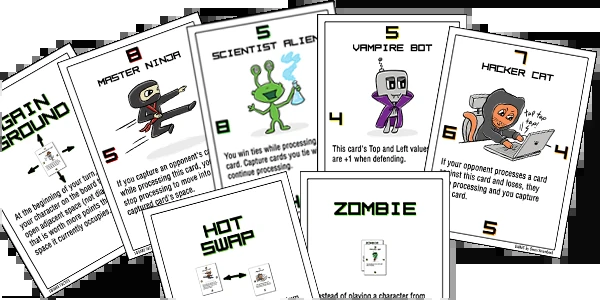 GAIN
GROUND
At the beginning of your turn,
your character on the board
open adjacent space (not
that is worth more points
space it currently occupies.
8
MASTER NINJA
5
If you capture an opponent's
while processing this card,
stop processing to move into
captured card's space.
5
SCIENTIST ALIEN
8
You win ties while processing
card. Capture cards you tie
continue processing.
5
VAMPIRE BOT
4
This card's Top and Left values
are +1 when defending.
7
HACKER CAT
tap tap
tap!
6
4
If your opponent processes a card
against this card and loses, they
stop processing and you capture
card.
5
HOT
SWAP
ZOMBIE
Instead of playing a character from